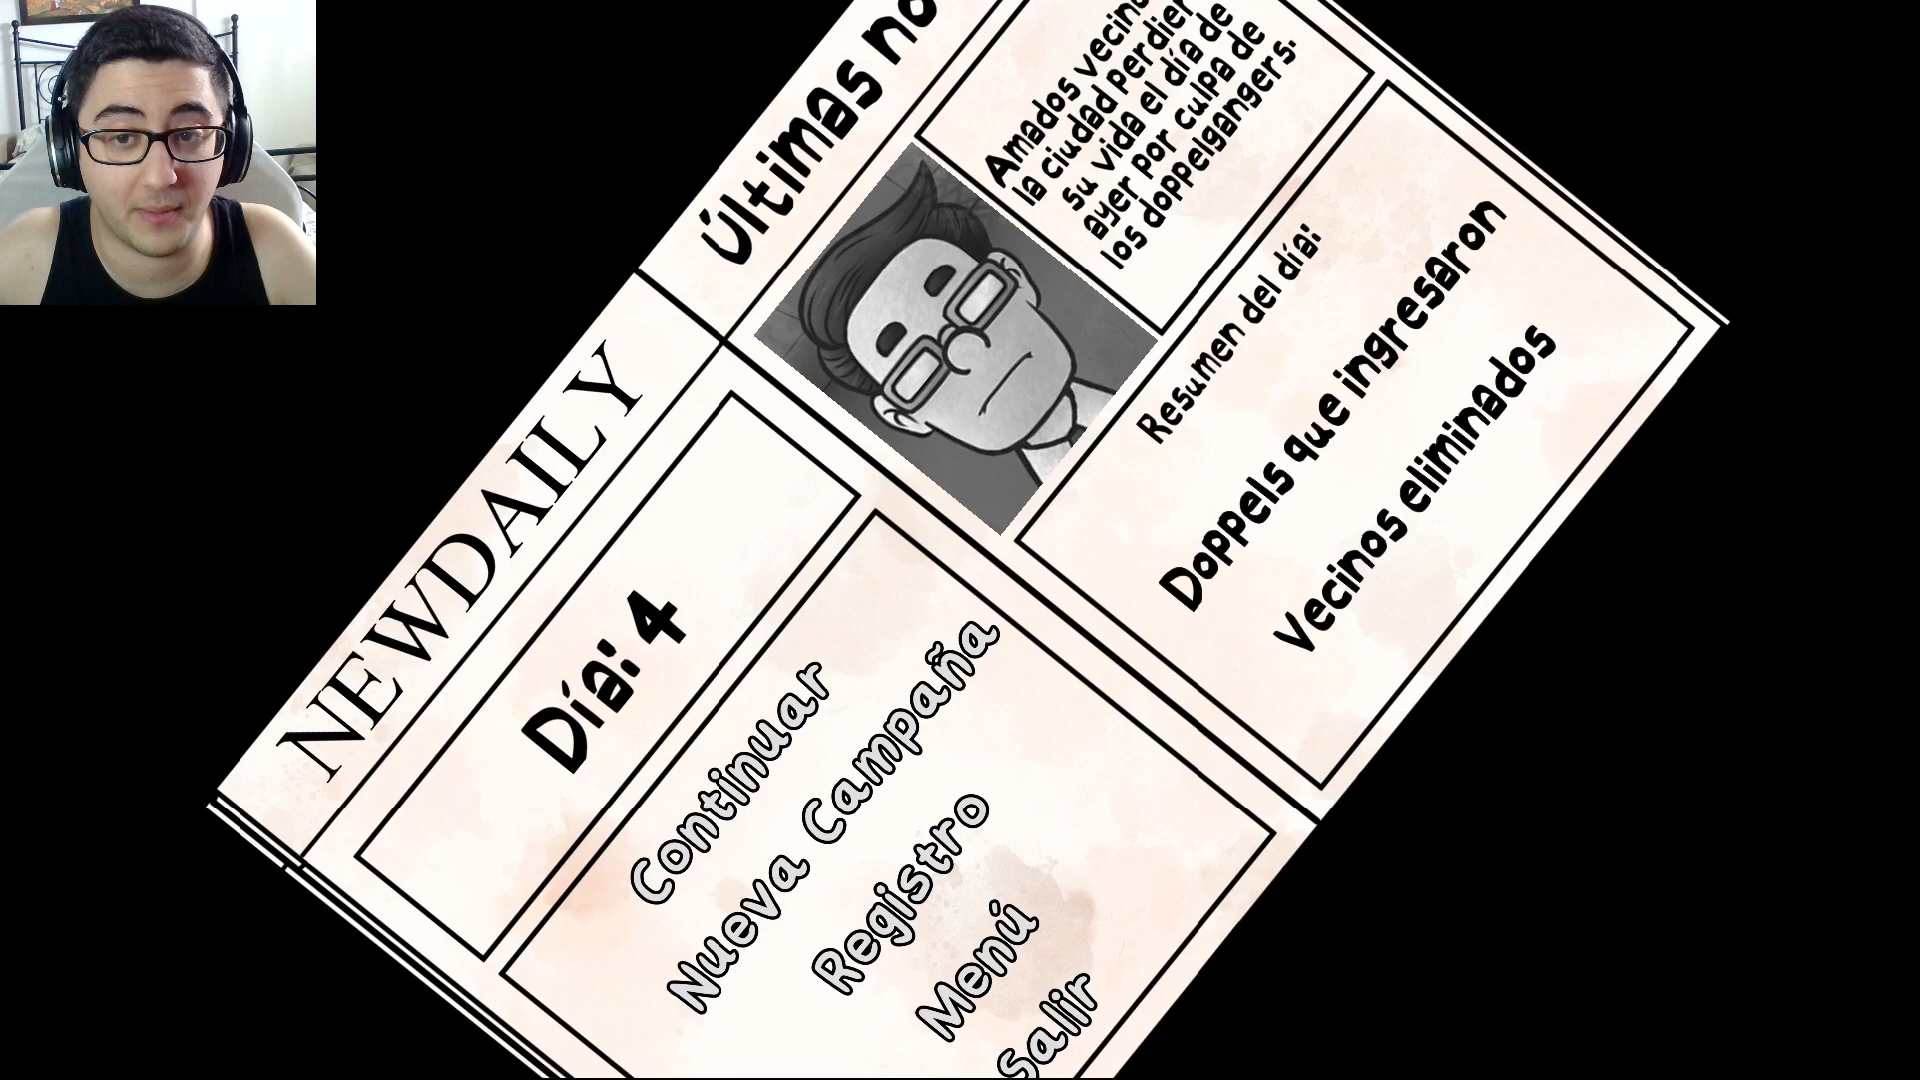 NEWDAILY
Últimas no
Día: 4
Amados vecin
la ciudad perdier
su vida el día de
ayer por culpa de
los doppelgangers.
Resumen del día:
Doppels que ingresaron
Vecinos eliminados
Continuar
Nueva Campaña
Registro
Menú
Salir